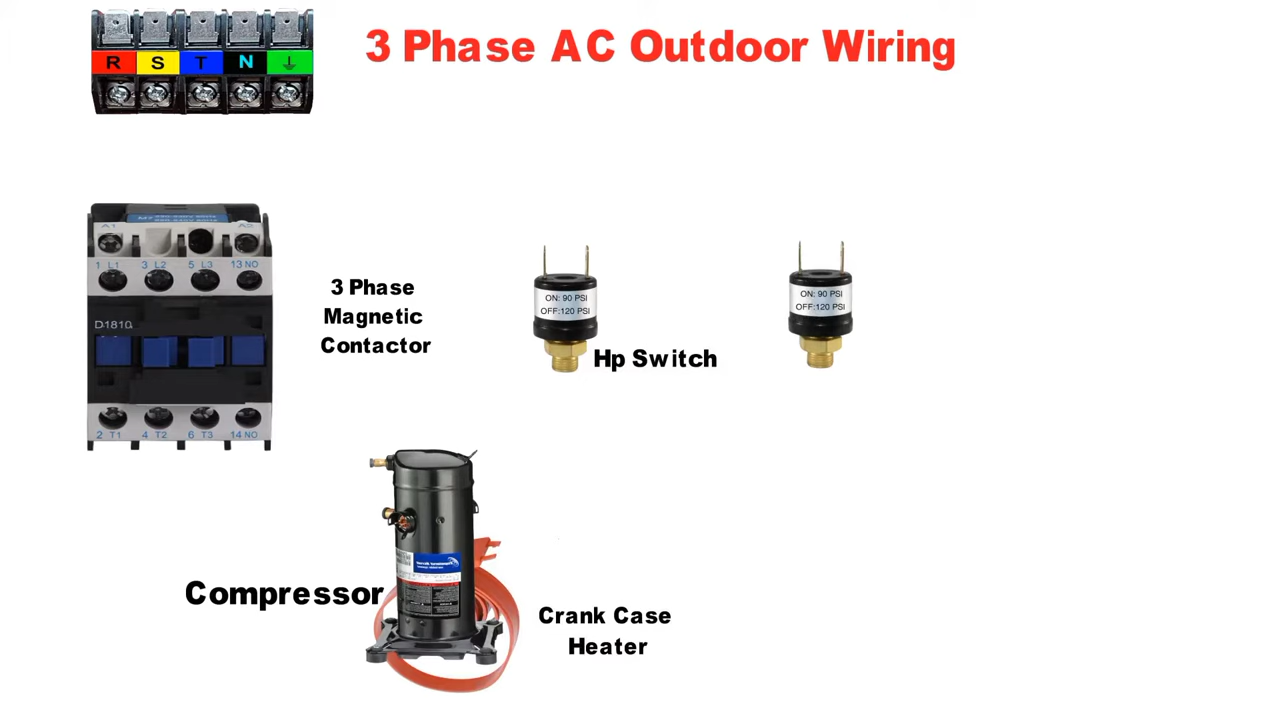 3 Phase AC Outdoor Wiring
R S T N
A1 A2
1 L1 3 L2 5 L3 13 NO
D1810
2 T1 4 T2 6 T3 14 NO
3 Phase
Magnetic
Contactor
ON: 90 PSI
OFF:120 PSI
Hp Switch
ON: 90 PSI
OFF:120 PSI
Compressor
Crank Case
Heater